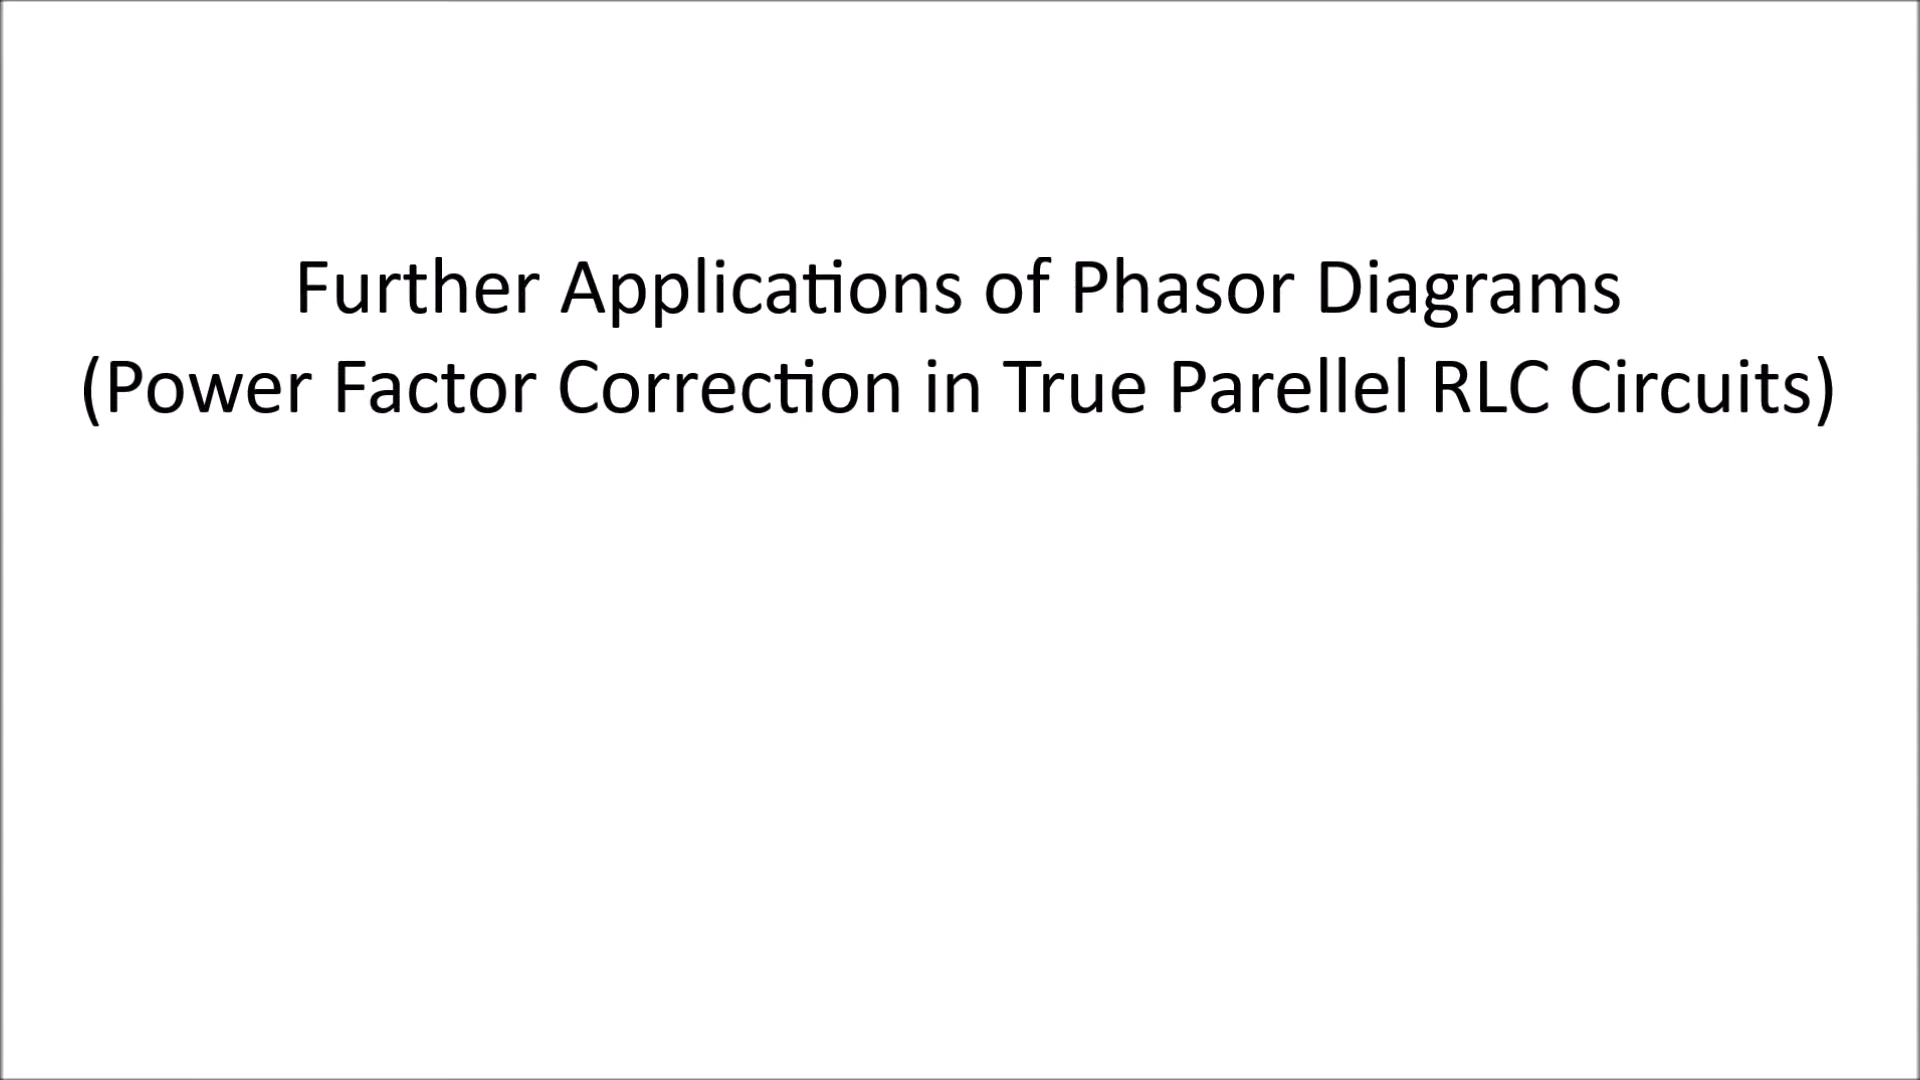 Further Applications of Phasor Diagrams
(Power Factor Correction in True Parellel RLC Circuits)